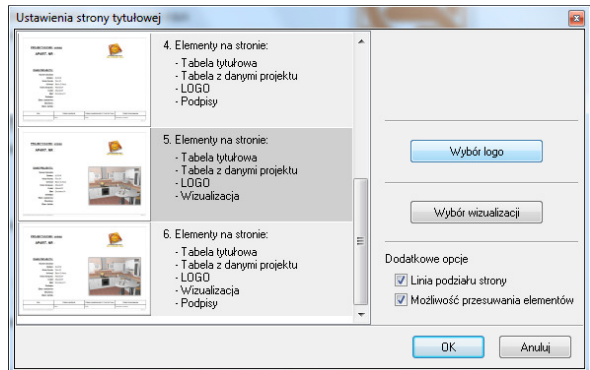 Ustawienia strony tytułowej
4. Elementy na stronie:
- Tabela tytułowa
- Tabela z danymi projektu
- LOGO
- Podpisy
5. Elementy na stronie:
- Tabela tytułowa
- Tabela z danymi projektu
- LOGO
- Wizualizacja
6. Elementy na stronie:
- Tabela tytułowa
- Tabela z danymi projektu
- LOGO
- Wizualizacja
- Podpisy
Wybór logo
Wybór wizualizacji
Dodatkowe opcje
Linia podziału strony
Możliwość przesuwania elementów
OK
Anuluj